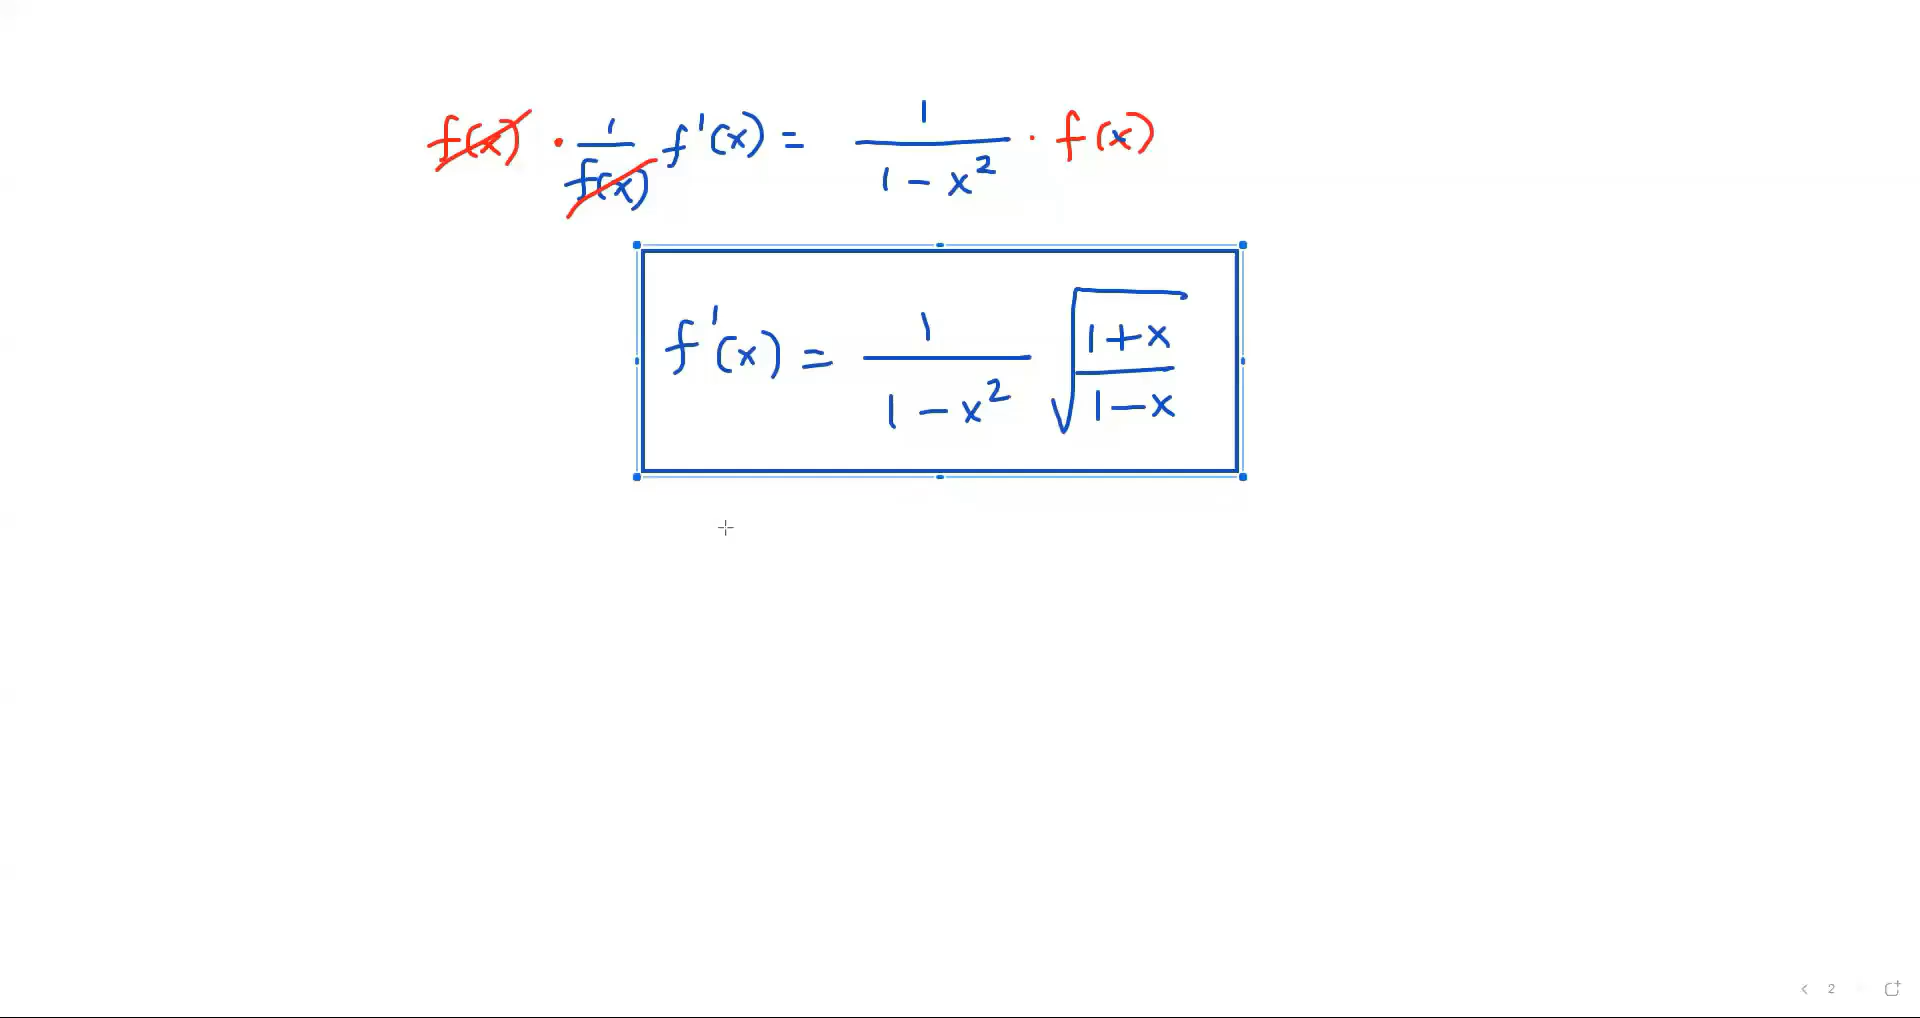 f(x) · 1/f(x) f'(x) = 1/(1 - x²) · f(x)
f'(x) = 1/(1 - x²) √((1+x)/(1-x))
2